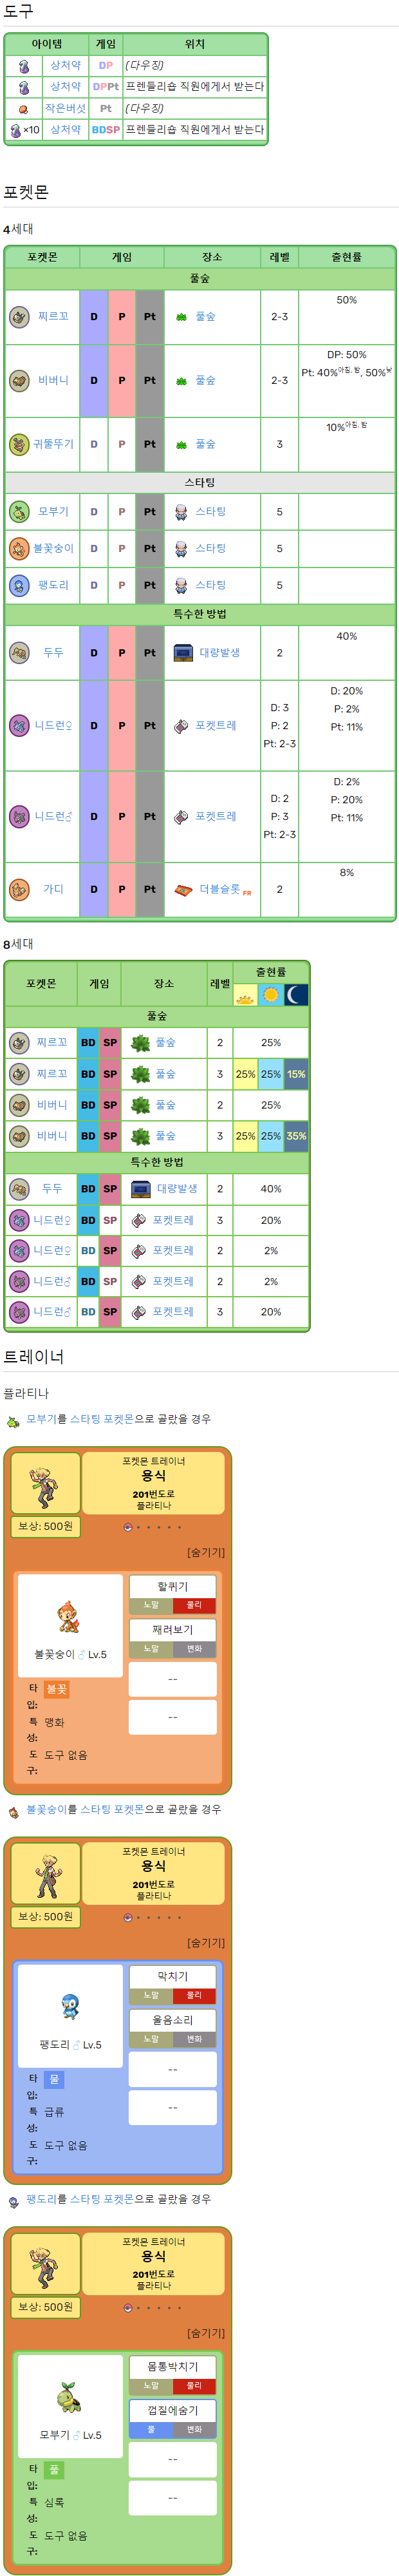 도구
아이템 게임 위치
상처약 DP (다우징)
상처약 DPPt 프렌들리숍 직원에게서 받는다
작은버섯 Pt (다우징)
×10 상처약 BDSP 프렌들리숍 직원에게서 받는다
포켓몬
4세대
포켓몬 게임 장소 레벨 출현률
풀숲
찌르꼬 D P Pt 풀숲 2-3 50%
비버니 D P Pt 풀숲 2-3 DP: 50%
Pt: 40%아침, 밤, 50%낮
귀뚤뚜기 D P Pt 풀숲 3 10%아침, 밤
스타팅
모부기 D P Pt 스타팅 5
불꽃숭이 D P Pt 스타팅 5
팽도리 D P Pt 스타팅 5
특수한 방법
두두 D P Pt 대량발생 2 40%
니드런♀ D P Pt 포켓트레 D: 3 D: 20%
P: 2 P: 2%
Pt: 2-3 Pt: 11%
니드런♂ D P Pt 포켓트레 D: 2 D: 2%
P: 3 P: 20%
Pt: 2-3 Pt: 11%
가디 D P Pt 더블슬롯 FR 2 8%
8세대
포켓몬 게임 장소 레벨 출현률
풀숲
찌르꼬 BD SP 풀숲 2 25%
찌르꼬 BD SP 풀숲 3 25% 25% 15%
비버니 BD SP 풀숲 2 25%
비버니 BD SP 풀숲 3 25% 25% 35%
특수한 방법
두두 BD SP 대량발생 2 40%
니드런♀ BD SP 포켓트레 3 20%
니드런♀ BD SP 포켓트레 2 2%
니드런♂ BD SP 포켓트레 2 2%
니드런♂ BD SP 포켓트레 3 20%
트레이너
플라티나
모부기를 스타팅 포켓몬으로 골랐을 경우
포켓몬 트레이너
용식
201번도로
플라티나
보상: 500원
[숨기기]
불꽃숭이 ♂ Lv.5
할퀴기
노말 물리
째려보기
노말 변화
--
--
타입: 불꽃
특성: 맹화
도구: 도구 없음
불꽃숭이를 스타팅 포켓몬으로 골랐을 경우
포켓몬 트레이너
용식
201번도로
플라티나
보상: 500원
[숨기기]
팽도리 ♂ Lv.5
막치기
노말 물리
울음소리
노말 변화
--
--
타입: 물
특성: 급류
도구: 도구 없음
팽도리를 스타팅 포켓몬으로 골랐을 경우
포켓몬 트레이너
용식
201번도로
플라티나
보상: 500원
[숨기기]
모부기 ♂ Lv.5
몸통박치기
노말 물리
껍질에숨기
물 변화
--
--
타입: 풀
특성: 심록
도구: 도구 없음